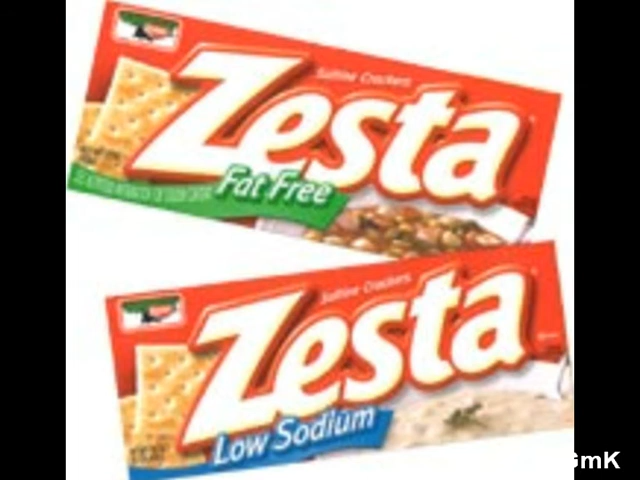 Saltine Crackers
Zesta
Fat Free
Saltine Crackers
Zesta
Low Sodium
GmK